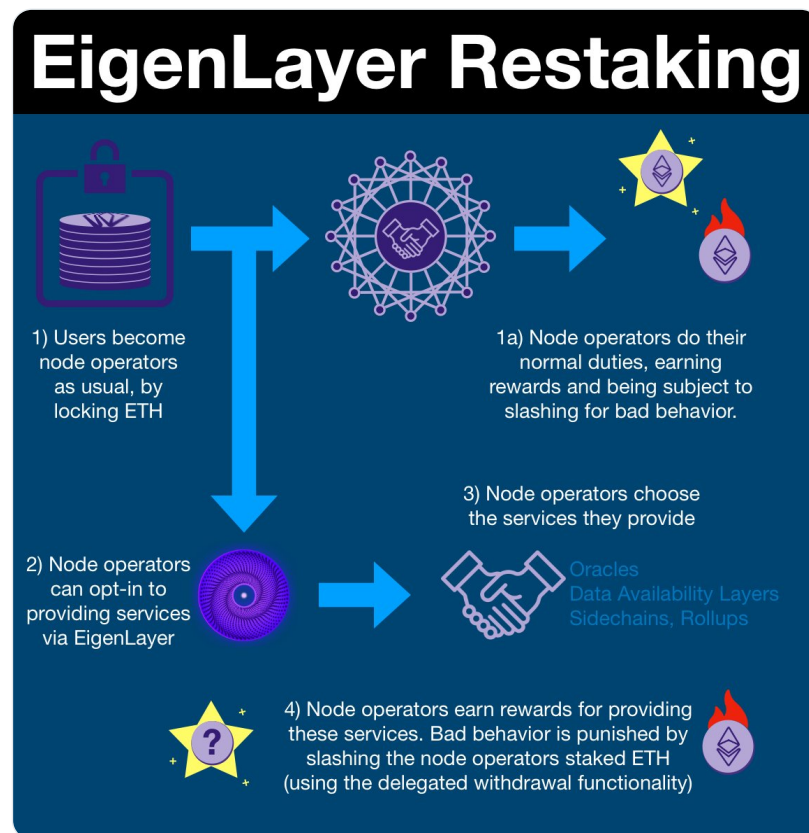 EigenLayer Restaking
1) Users become
node operators
as usual, by
locking ETH
1a) Node operators do their
normal duties, earning
rewards and being subject to
slashing for bad behavior.
2) Node operators
can opt-in to
providing services
via EigenLayer
3) Node operators choose
the services they provide
Oracles
Data Availability Layers
Sidechains, Rollups
?
4) Node operators earn rewards for providing
these services. Bad behavior is punished by
slashing the node operators staked ETH
(using the delegated withdrawal functionality)